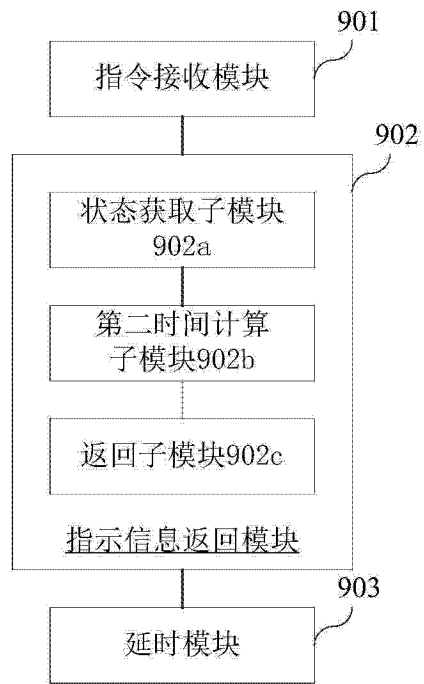 901
指令接收模块
902
状态获取子模块
902a
第二时间计算
子模块902b
返回子模块902c
指示信息返回模块
903
延时模块